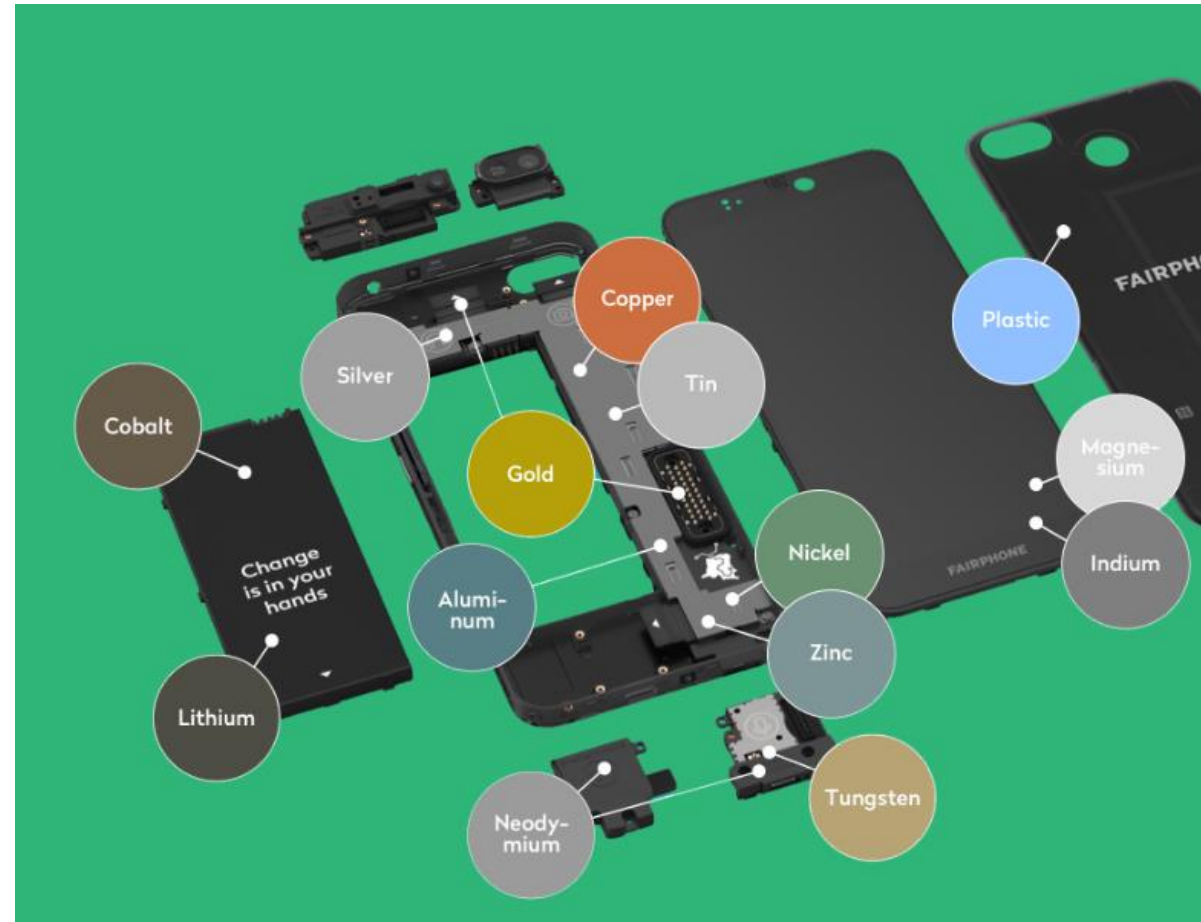 FAIRPH
Copper
Plastic
Silver
Tin
Cobalt
Magne-
sium
Gold
Nickel
Indium
FAIRPHONE
Change
is in your
hands
Alumi-
num
Zinc
Lithium
Tungsten
Neody-
mium